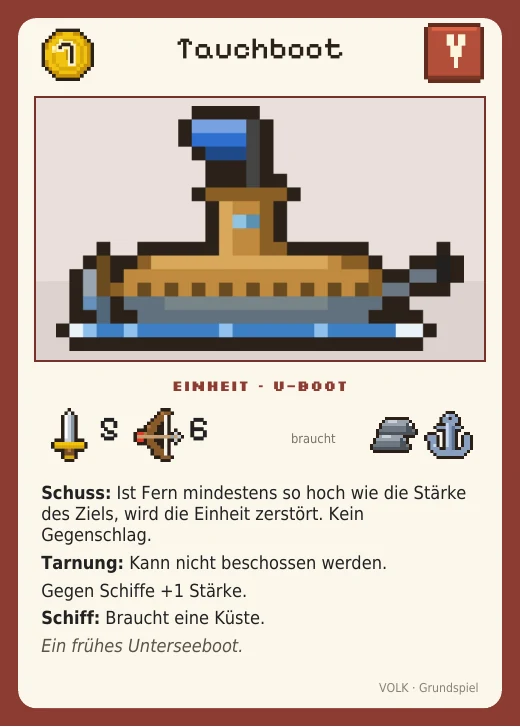 7
Tauchboot
EINHEIT · U-BOOT
8 6 braucht
Schuss: Ist Fern mindestens so hoch wie die Stärke
des Ziels, wird die Einheit zerstört. Kein
Gegenschlag.
Tarnung: Kann nicht beschossen werden.
Gegen Schiffe +1 Stärke.
Schiff: Braucht eine Küste.
Ein frühes Unterseeboot.
VOLK · Grundspiel